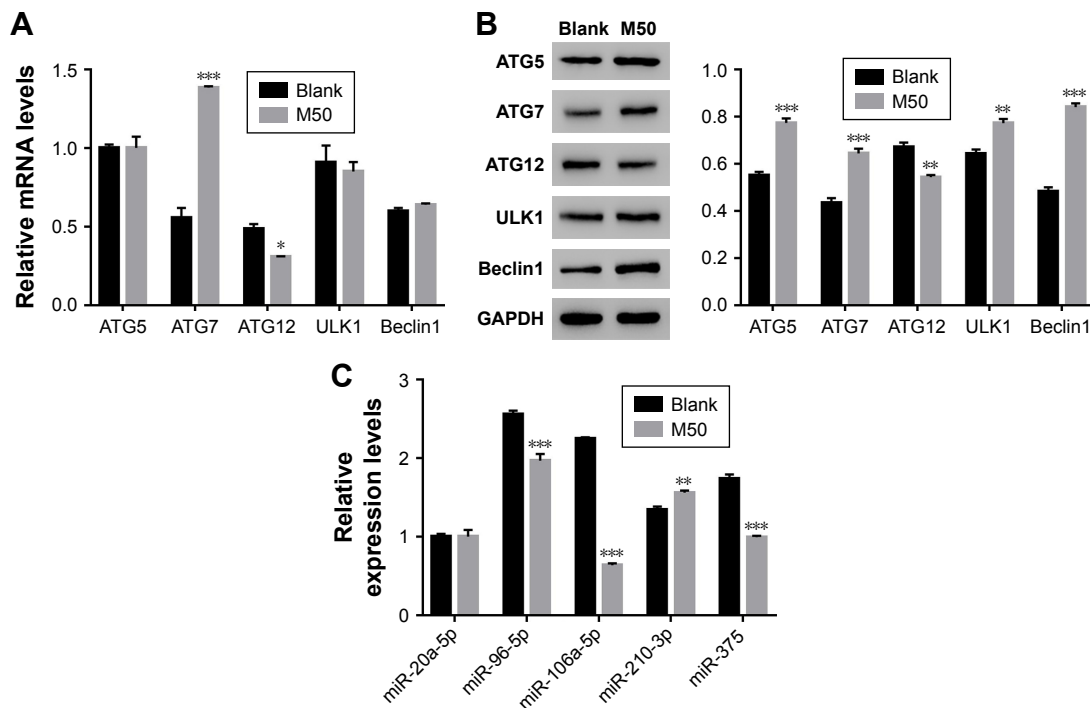 A
Relative mRNA levels
1.5
1.0
0.5
0.0
***
*
Blank
M50
ATG5 ATG7 ATG12 ULK1 Beclin1
B
Blank M50
ATG5
ATG7
ATG12
ULK1
Beclin1
GAPDH
1.0
0.8
0.6
0.4
0.2
0.0
Blank
M50
*** *** ** ** ***
ATG5 ATG7 ATG12 ULK1 Beclin1
C
Relative
expression levels
3
2
1
0
Blank
M50
*** *** ** ***
miR-20a-5p
miR-96-5p
miR-106a-5p
miR-210-3p
miR-375